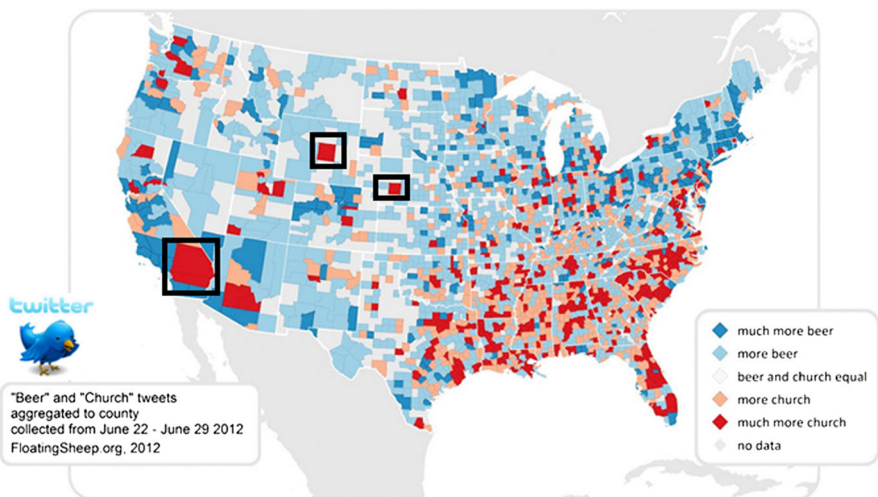 twitter
"Beer" and "Church" tweets
aggregated to county
collected from June 22 - June 29 2012
FloatingSheep.org, 2012
much more beer
more beer
beer and church equal
more church
much more church
no data